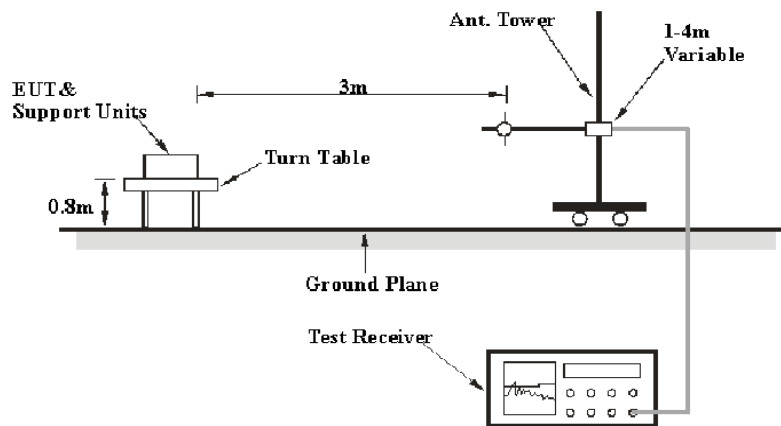 Ant. Tower
1-4m
Variable
EUT &
Support Units
3m
Turn Table
0.8m
Ground Plane
Test Receiver